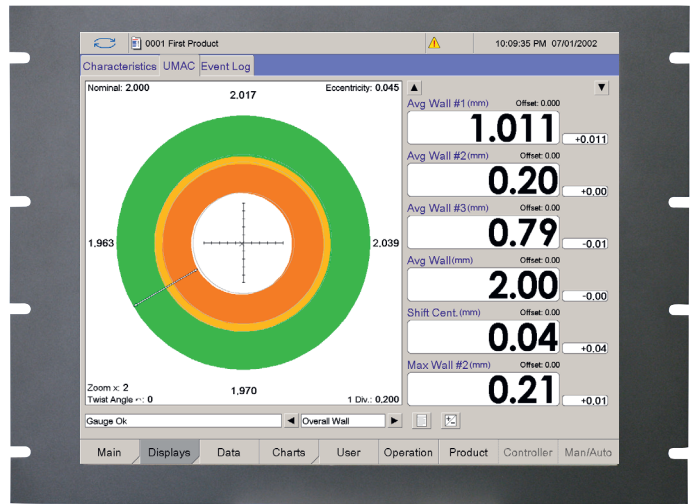 0001 First Product
10:09:35 PM 07/01/2002
Characteristics UMAC Event Log
Nominal: 2.000
2.017
Eccentricity: 0.045
Avg Wall #1 (mm) Offset: 0.000
1.011 +0.011
Avg Wall #2 (mm) Offset: 0.00
0.20 +0,00
Avg Wall #3 (mm) Offset: 0.00
0.79 -0,01
1,963
2,039
Avg Wall(mm) Offset: 0.00
2.00 -0,00
Shift Cent. (mm) Offset: 0.00
0.04 +0,04
Max Wall #2 (mm) Offset: 0.00
0.21 +0,01
Zoom x: 2
Twist Angle : 0
1,970
1 Div.: 0,200
Gauge Ok
Overall Wall
Main Displays Data Charts User Operation Product Controller Man/Auto